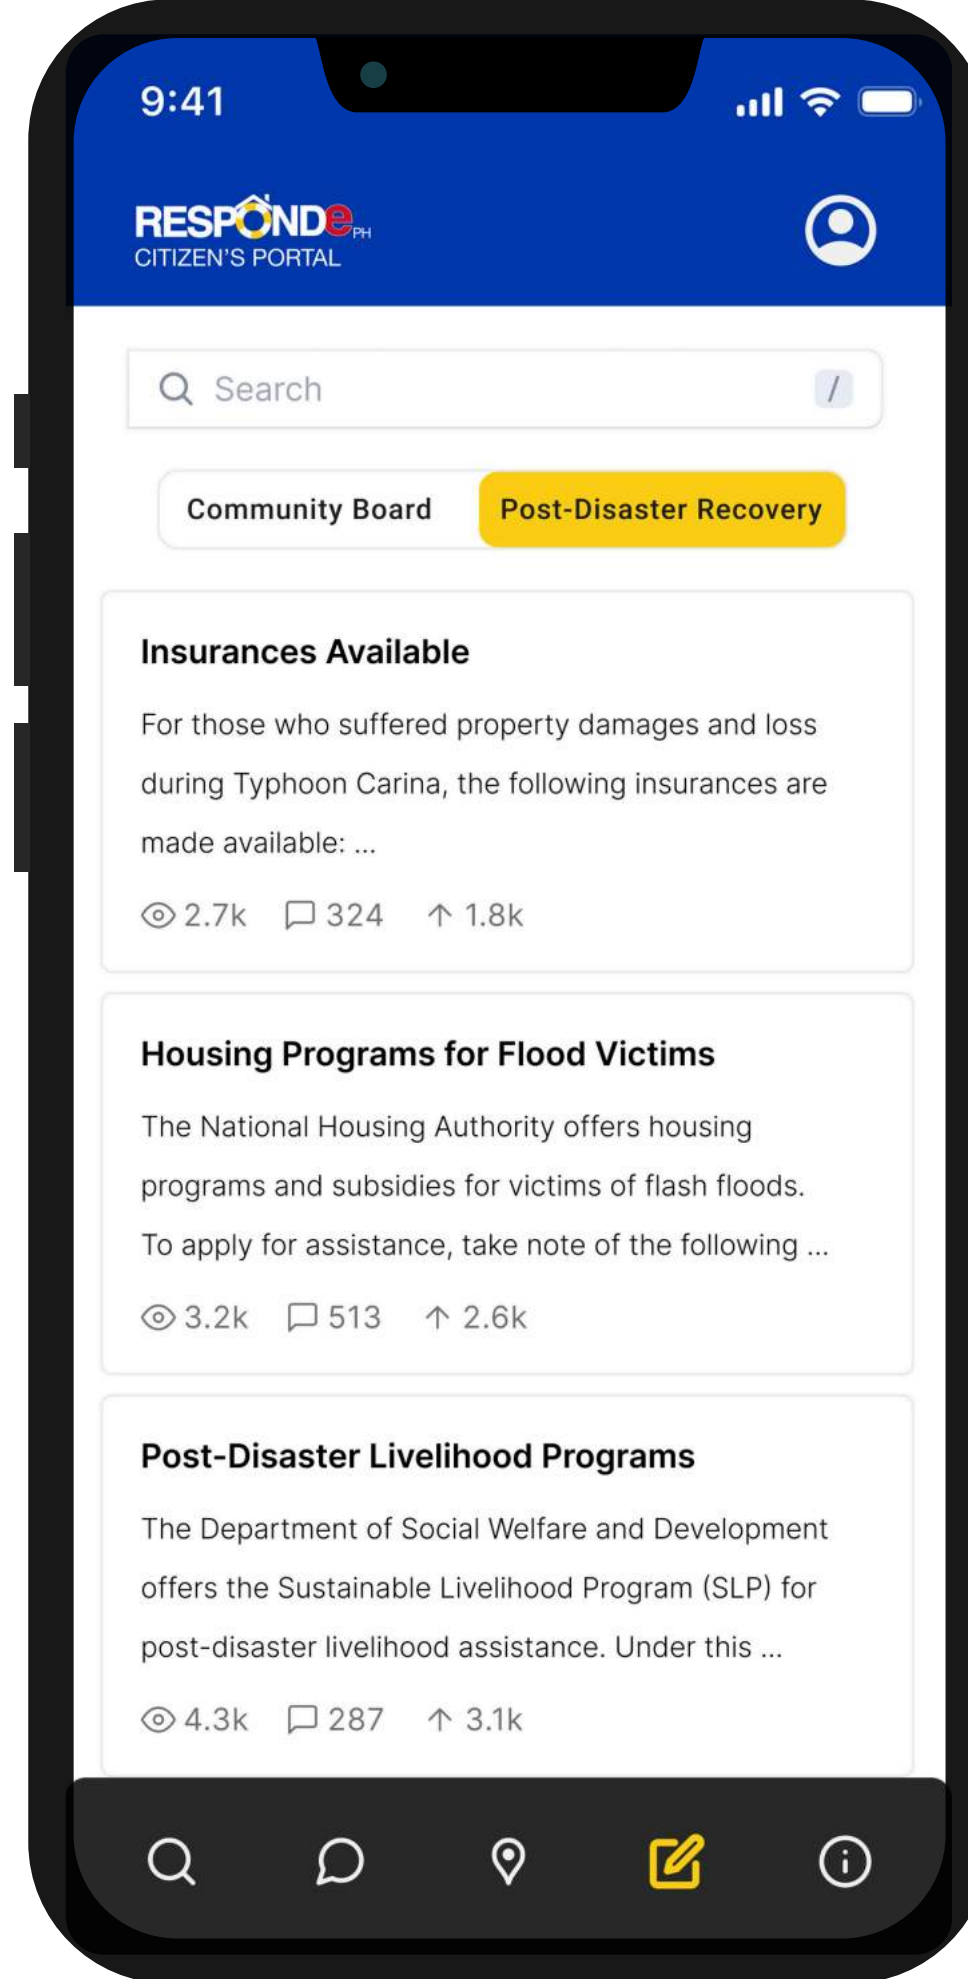 9:41
RESPONDe PH
CITIZEN'S PORTAL
Search /
Community Board Post-Disaster Recovery
Insurances Available
For those who suffered property damages and loss
during Typhoon Carina, the following insurances are
made available: ...
2.7k 324 1.8k
Housing Programs for Flood Victims
The National Housing Authority offers housing
programs and subsidies for victims of flash floods.
To apply for assistance, take note of the following ...
3.2k 513 2.6k
Post-Disaster Livelihood Programs
The Department of Social Welfare and Development
offers the Sustainable Livelihood Program (SLP) for
post-disaster livelihood assistance. Under this ...
4.3k 287 3.1k